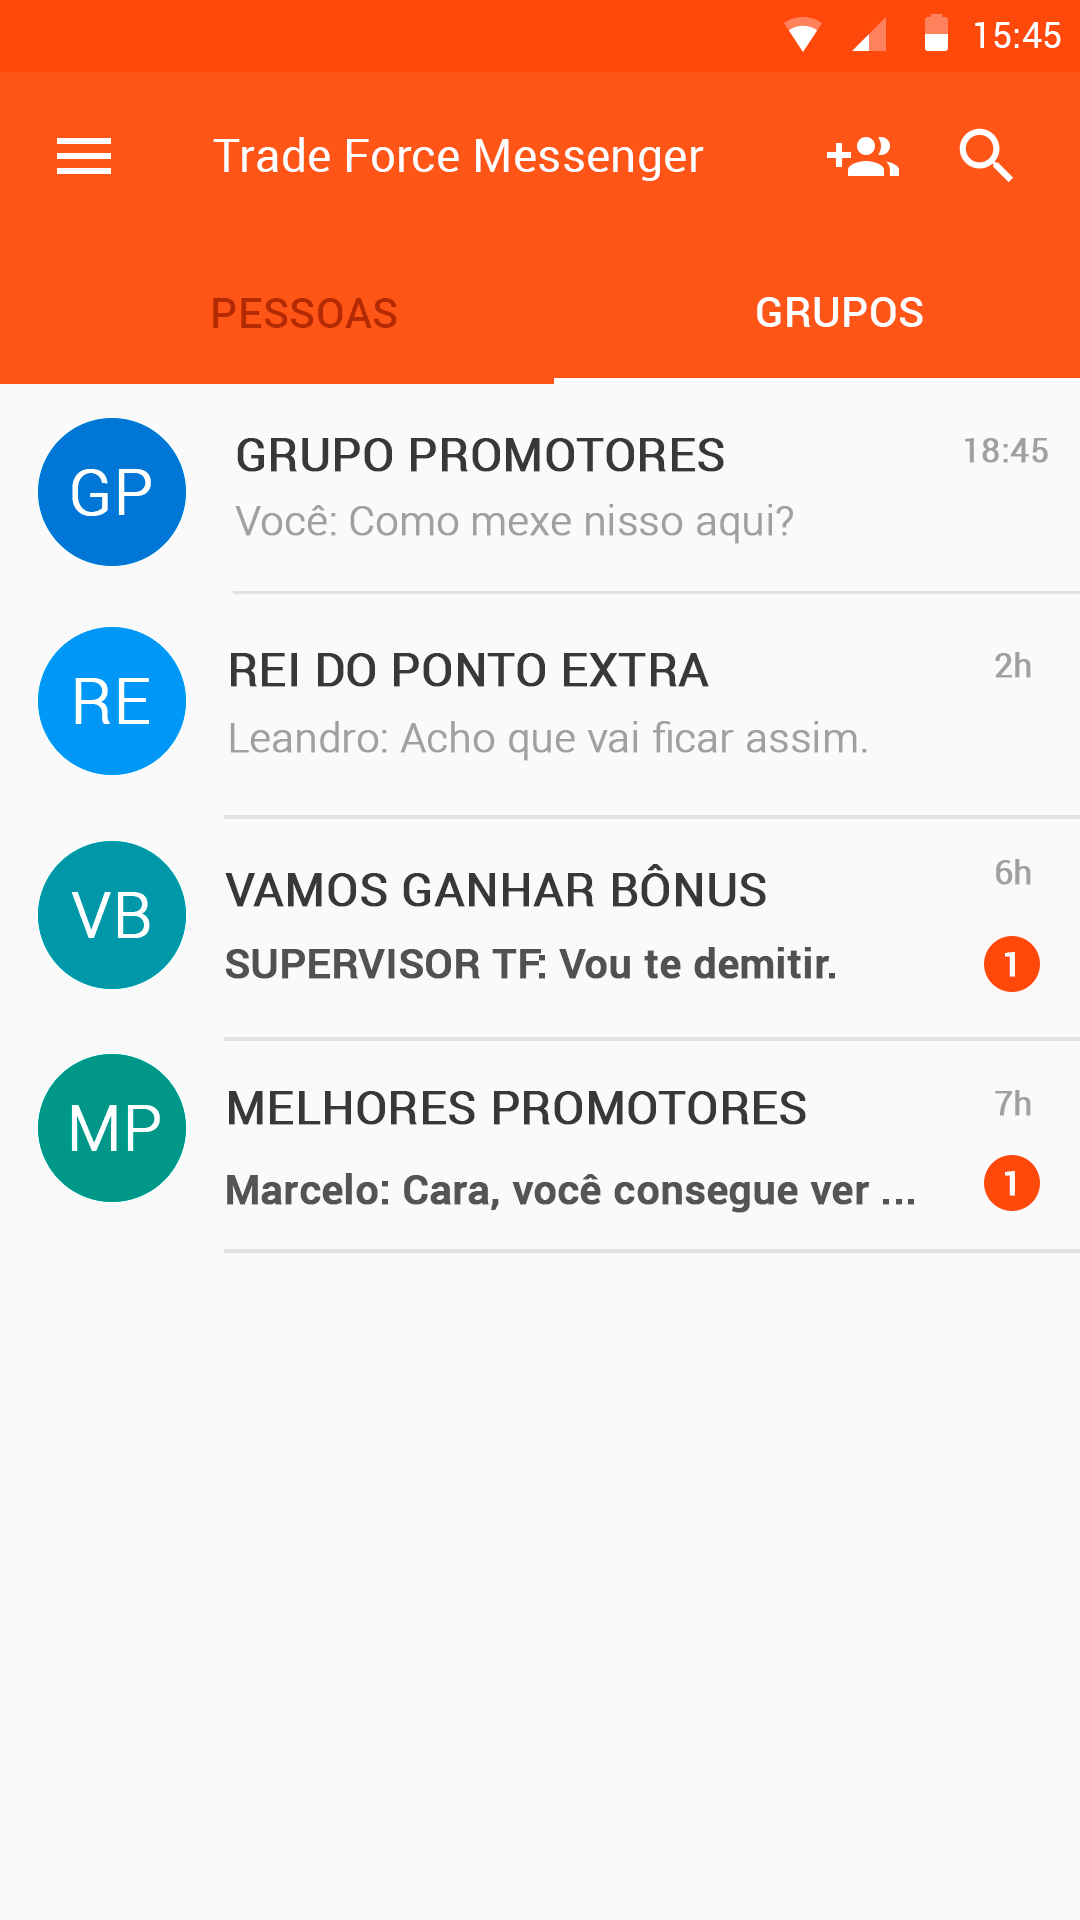 15:45
Trade Force Messenger
PESSOAS
GRUPOS
GP
GRUPO PROMOTORES
18:45
Você: Como mexe nisso aqui?
RE
REI DO PONTO EXTRA
2h
Leandro: Acho que vai ficar assim.
VB
VAMOS GANHAR BÔNUS
6h
SUPERVISOR TF: Vou te demitir.
1
MP
MELHORES PROMOTORES
7h
Marcelo: Cara, você consegue ver ...
1